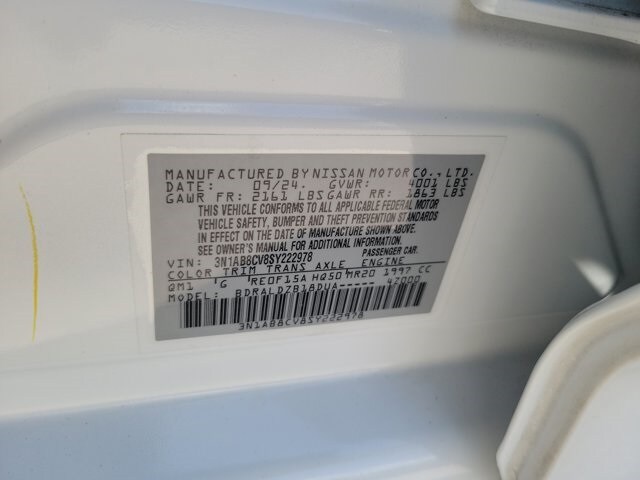 MANUFACTURED BY NISSAN MOTOR CO., LTD.
DATE: 09/24. GVWR: 4001 LBS
GAWR FR: 2161 LBS GAWR RR: 1863 LBS
THIS VEHICLE CONFORMS TO ALL APPLICABLE FEDERAL MOTOR
VEHICLE SAFETY, BUMPER AND THEFT PREVENTION STANDARDS
IN EFFECT ON THE DATE OF MANUFACTURE SHOWN ABOVE.
SEE OWNER'S MANUAL FOR ADDITIONAL INFORMATION.
VIN: 3N1AB8CV8SY222978 PASSENGER CAR.
COLOR TRIM TRANS AXLE ENGINE
QM1 G RE0F15A HQ50 MR20 1997 CC
MODEL: BDRALDZB18DUA 47000
3N1AB8CV8SY222978